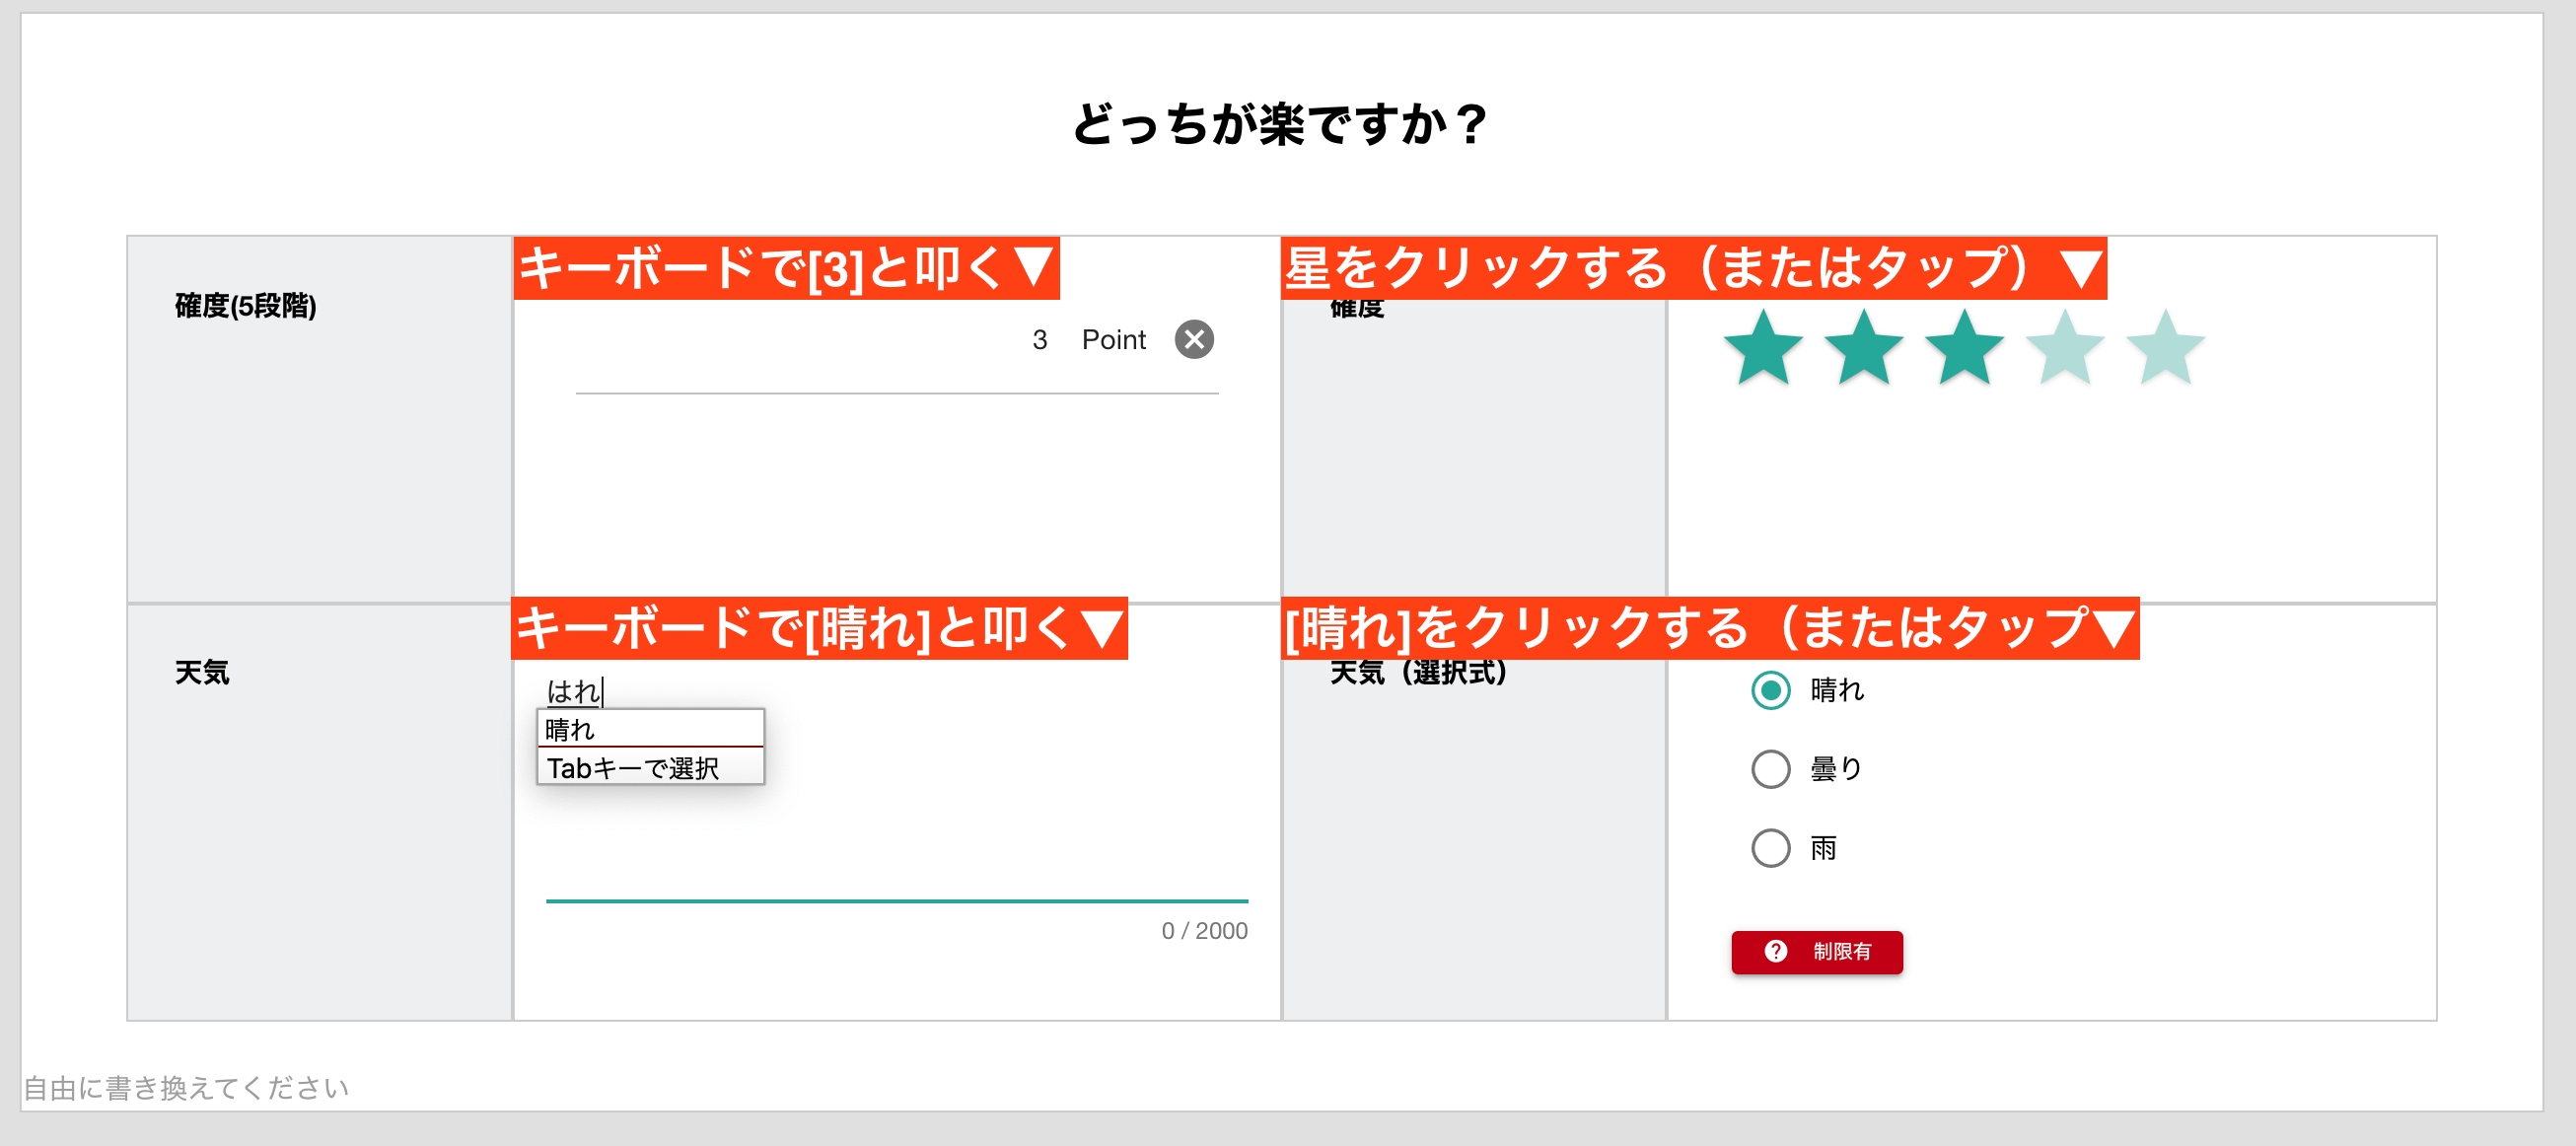 どっちが楽ですか？
キーボードで[3]と叩く▼
星をクリックする（またはタップ）▼
確度(5段階)
3 Point
確度
キーボードで[晴れ]と叩く▼
[晴れ]をクリックする（またはタップ▼
天気
はれ
晴れ
Tabキーで選択
0 / 2000
天気（選択式）
晴れ
曇り
雨
制限有
自由に書き換えてください